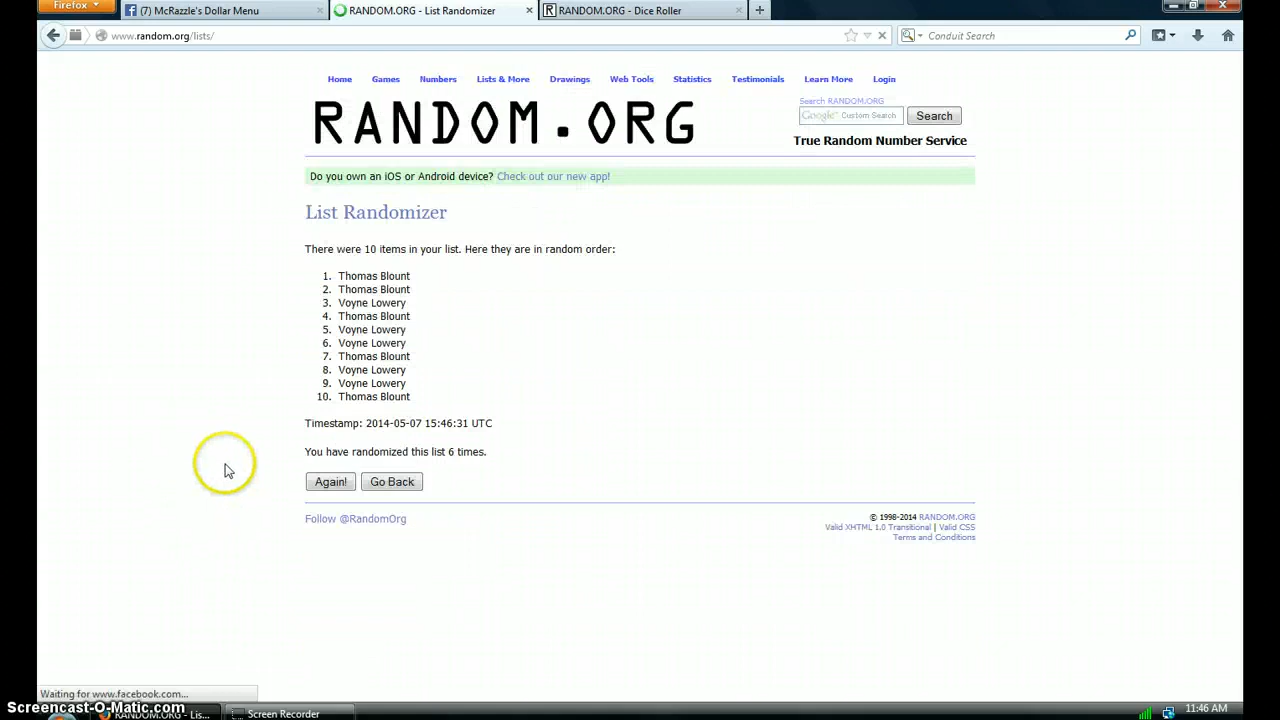 Firefox
(7) McRazzle's Dollar Menu
RANDOM.ORG - List Randomizer
RANDOM.ORG - Dice Roller
www.random.org/lists/
Conduit Search
Home Games Numbers Lists & More Drawings Web Tools Statistics Testimonials Learn More Login
RANDOM.ORG
Search RANDOM.ORG
Google Custom Search
Search
True Random Number Service
Do you own an iOS or Android device? Check out our new app!
List Randomizer
There were 10 items in your list. Here they are in random order:
1. Thomas Blount
2. Thomas Blount
3. Voyne Lowery
4. Thomas Blount
5. Voyne Lowery
6. Voyne Lowery
7. Thomas Blount
8. Voyne Lowery
9. Voyne Lowery
10. Thomas Blount
Timestamp: 2014-05-07 15:46:31 UTC
You have randomized this list 6 times.
Again! Go Back
Follow @RandomOrg
© 1998-2014 RANDOM.ORG
Valid XHTML 1.0 Transitional | Valid CSS
Terms and Conditions
Waiting for www.facebook.com...
Screencast-O-Matic.com
RANDOM.ORG - Lis...
Screen Recorder
11:46 AM